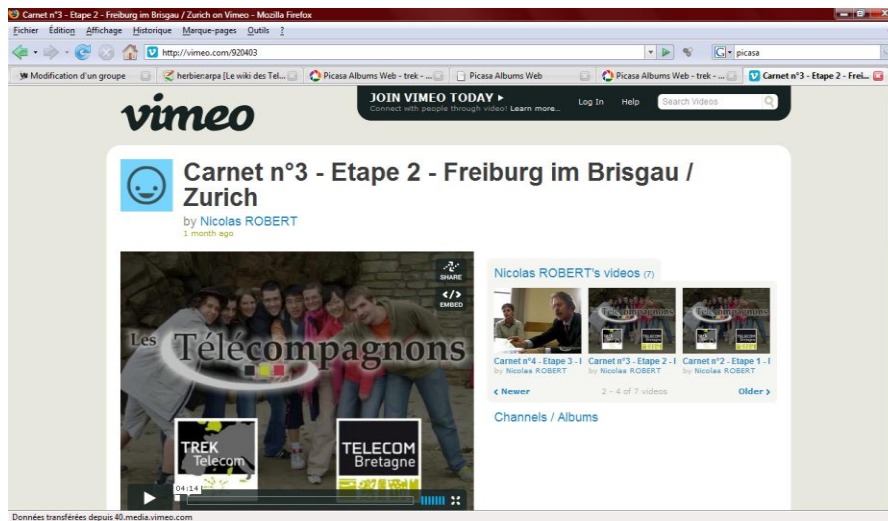 Carnet n°3 - Etape 2 - Freiburg im Brisgau / Zurich on Vimeo - Mozilla Firefox
Fichier Édition Affichage Historique Marque-pages Outils ?
http://vimeo.com/920403
picasa
Modification d'un groupe
herbier:arpa [Le wiki des Tel...
Picasa Albums Web - trek - ...
Picasa Albums Web
Picasa Albums Web - trek - ...
Carnet n°3 - Etape 2 - Frei...
vimeo
JOIN VIMEO TODAY
Connect with people through video! Learn more...
Log In Help Search Videos
Carnet n°3 - Etape 2 - Freiburg im Brisgau /
Zurich
by Nicolas ROBERT
1 month ago
SHARE
EMBED
Les Télécompagnons
TREK
Telecom
TELECOM
Bretagne
04:14
Nicolas ROBERT's videos (7)
Carnet n°4 - Etape 3 - I Carnet n°3 - Etape 2 - I Carnet n°2 - Etape 1 - I
by Nicolas ROBERT by Nicolas ROBERT by Nicolas ROBERT
Newer 2 - 4 of 7 videos Older
Channels / Albums
Données transférées depuis 40.media.vimeo.com